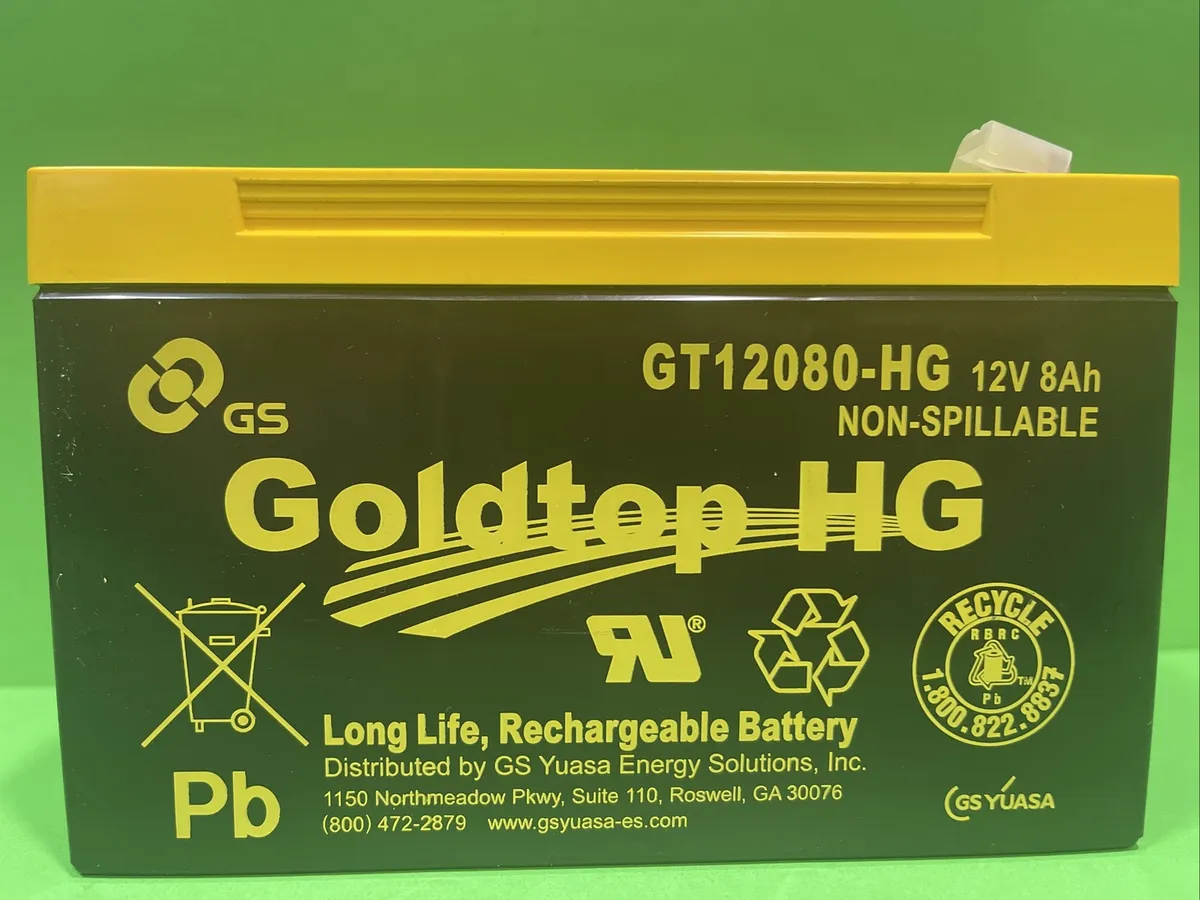 GS
GT12080-HG 12V 8Ah
NON-SPILLABLE
Goldtop HG
RU®
RECYCLE
RBRC
TM
Pb
1.800.822.8837
Long Life, Rechargeable Battery
Distributed by GS Yuasa Energy Solutions, Inc.
1150 Northmeadow Pkwy, Suite 110, Roswell, GA 30076
(800) 472-2879 www.gsyuasa-es.com
Pb
GS YUASA